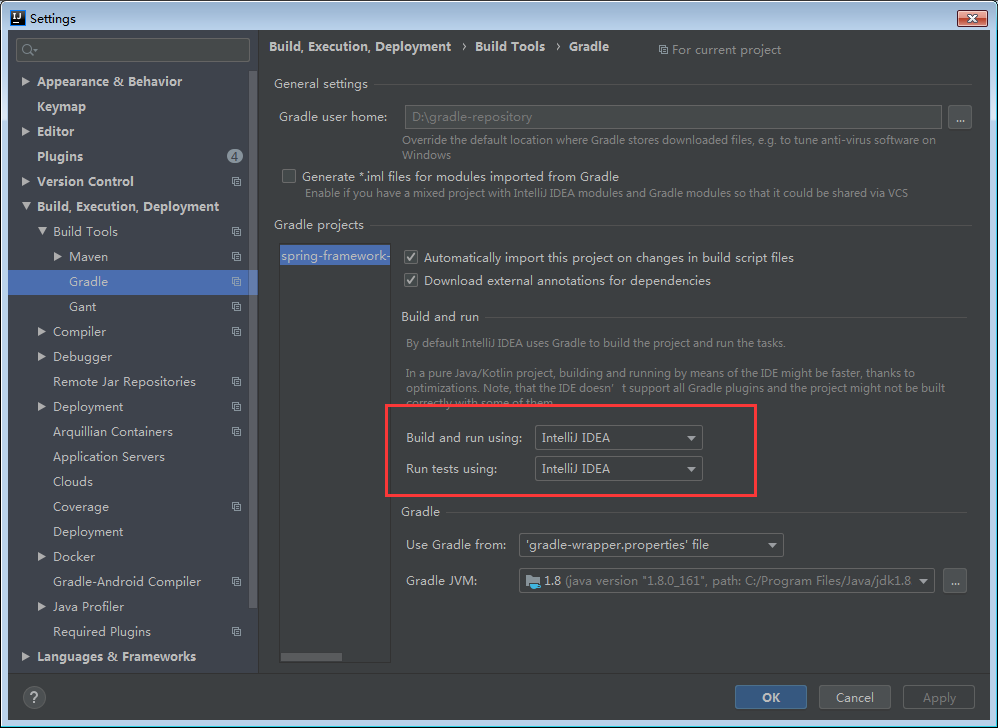 Settings
Appearance & Behavior
Keymap
Editor
Plugins
4
Version Control
Build, Execution, Deployment
Build Tools
Maven
Gradle
Gant
Compiler
Debugger
Remote Jar Repositories
Deployment
Arquillian Containers
Application Servers
Clouds
Coverage
Deployment
Docker
Gradle-Android Compiler
Java Profiler
Required Plugins
Languages & Frameworks
Build, Execution, Deployment › Build Tools › Gradle
For current project
General settings
Gradle user home:
D:\gradle-repository
...
Override the default location where Gradle stores downloaded files, e.g. to tune anti-virus software on
Windows
Generate *.iml files for modules imported from Gradle
Enable if you have a mixed project with IntelliJ IDEA modules and Gradle modules so that it could be shared via VCS
Gradle projects
spring-framework-
Automatically import this project on changes in build script files
Download external annotations for dependencies
Build and run
By default IntelliJ IDEA uses Gradle to build the project and run the tasks.
In a pure Java/Kotlin project, building and running by means of the IDE might be faster, thanks to
optimizations. Note, that the IDE doesn't support all Gradle plugins and the project might not be built
correctly with some of them.
Build and run using:
IntelliJ IDEA
Run tests using:
IntelliJ IDEA
Gradle
Use Gradle from:
'gradle-wrapper.properties' file
Gradle JVM:
1.8 (java version "1.8.0_161", path: C:/Program Files/Java/jdk1.8
...
?
OK
Cancel
Apply